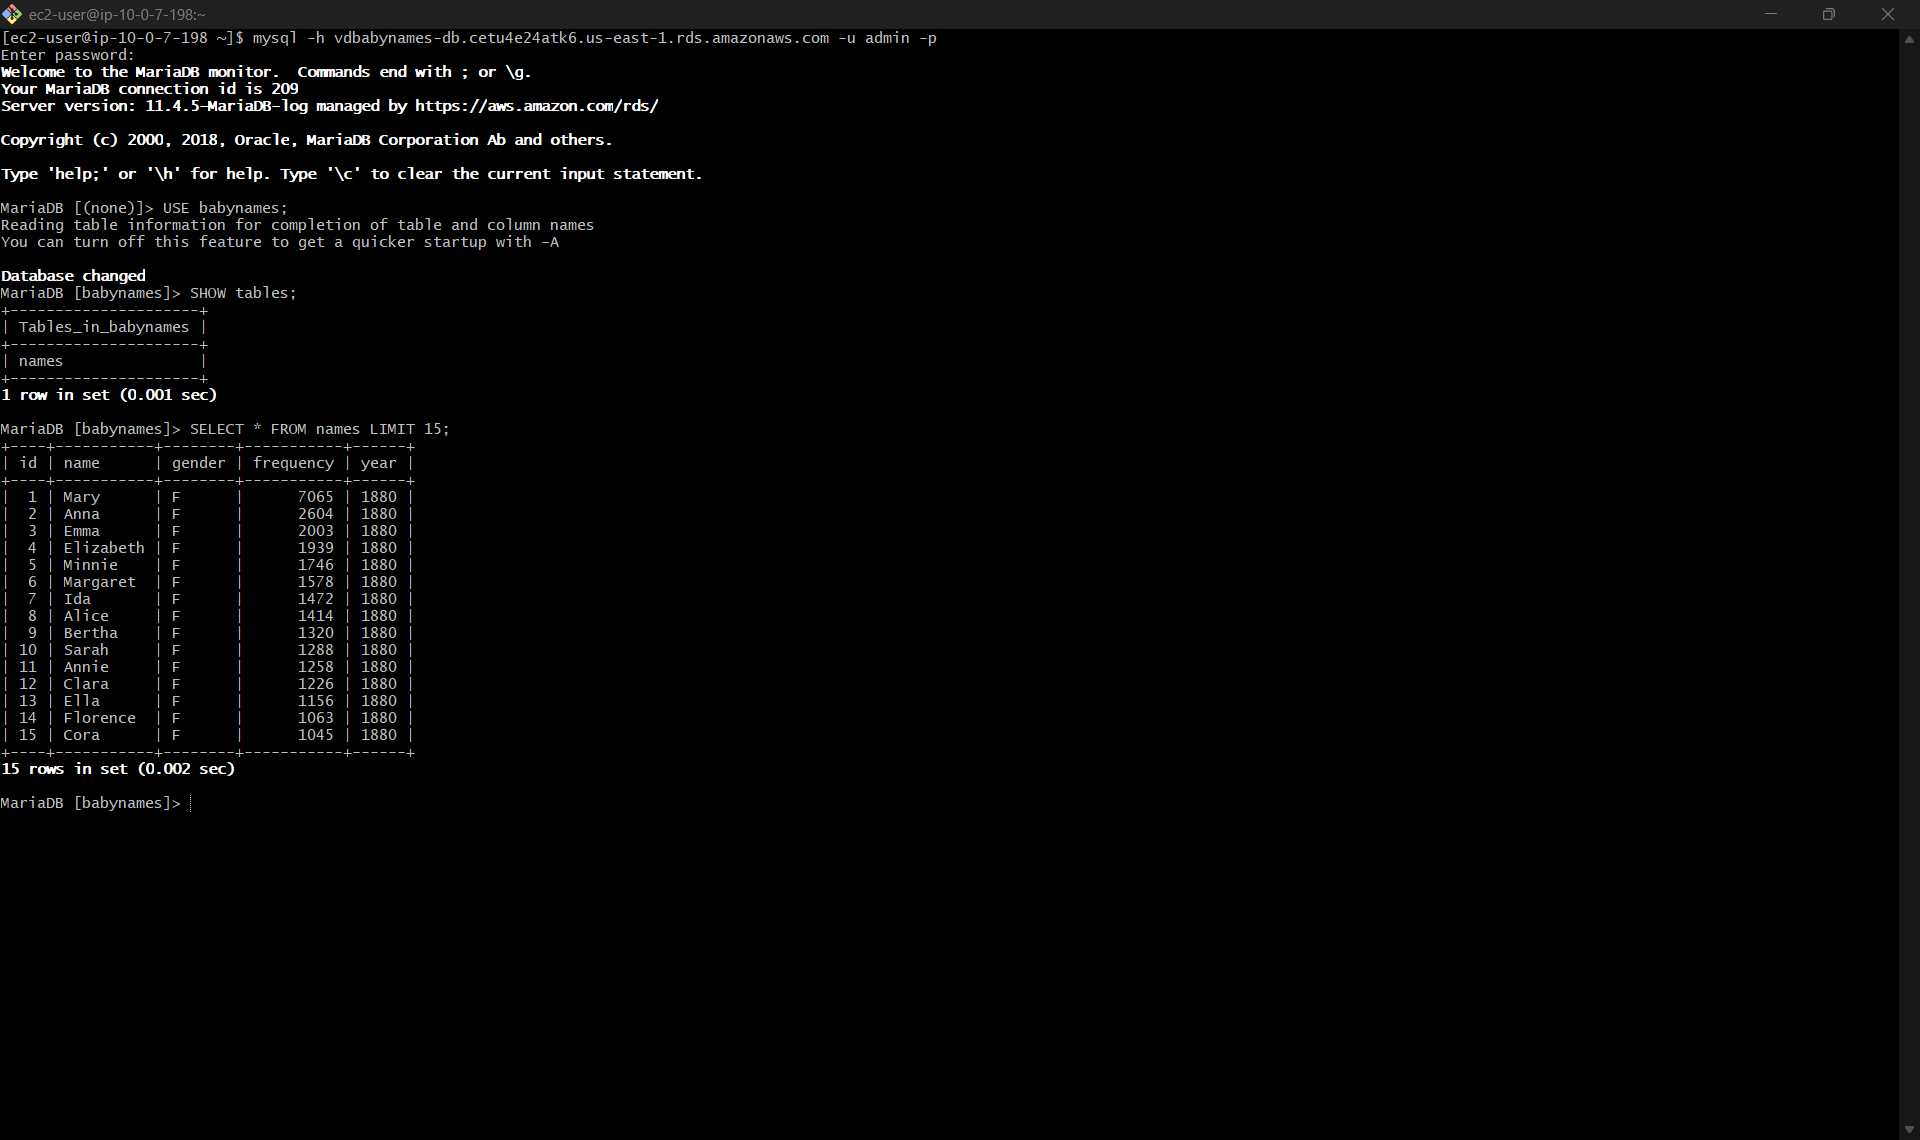 ec2-user@ip-10-0-7-198:~
[ec2-user@ip-10-0-7-198 ~]$ mysql -h vdbabynames-db.cetu4e24atk6.us-east-1.rds.amazonaws.com -u admin -p
Enter password:
Welcome to the MariaDB monitor.  Commands end with ; or \g.
Your MariaDB connection id is 209
Server version: 11.4.5-MariaDB-log managed by https://aws.amazon.com/rds/
Copyright (c) 2000, 2018, Oracle, MariaDB Corporation Ab and others.
Type 'help;' or '\h' for help. Type '\c' to clear the current input statement.
MariaDB [(none)]> USE babynames;
Reading table information for completion of table and column names
You can turn off this feature to get a quicker startup with -A
Database changed
MariaDB [babynames]> SHOW tables;
+---------------------+
| Tables_in_babynames |
+---------------------+
| names               |
+---------------------+
1 row in set (0.001 sec)
MariaDB [babynames]> SELECT * FROM names LIMIT 15;
+----+-----------+--------+-----------+------+
| id | name      | gender | frequency | year |
+----+-----------+--------+-----------+------+
|  1 | Mary      | F      |      7065 | 1880 |
|  2 | Anna      | F      |      2604 | 1880 |
|  3 | Emma      | F      |      2003 | 1880 |
|  4 | Elizabeth | F      |      1939 | 1880 |
|  5 | Minnie    | F      |      1746 | 1880 |
|  6 | Margaret  | F      |      1578 | 1880 |
|  7 | Ida       | F      |      1472 | 1880 |
|  8 | Alice     | F      |      1414 | 1880 |
|  9 | Bertha    | F      |      1320 | 1880 |
| 10 | Sarah     | F      |      1288 | 1880 |
| 11 | Annie     | F      |      1258 | 1880 |
| 12 | Clara     | F      |      1226 | 1880 |
| 13 | Ella      | F      |      1156 | 1880 |
| 14 | Florence  | F      |      1063 | 1880 |
| 15 | Cora      | F      |      1045 | 1880 |
+----+-----------+--------+-----------+------+
15 rows in set (0.002 sec)
MariaDB [babynames]>